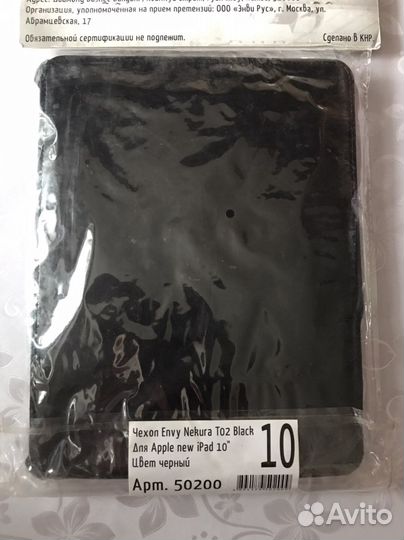 Организация, уполномоченная на прием претензий: ООО «Энви Рус», г. Москва, ул.
Абрамцевская, 17
Обязательной сертификации не подлежит.
Сделано в КНР
Чехол Envy Nekura T02 Black
Для Apple new iPad 10"
Цвет черный
10
Арт. 50200
Avito